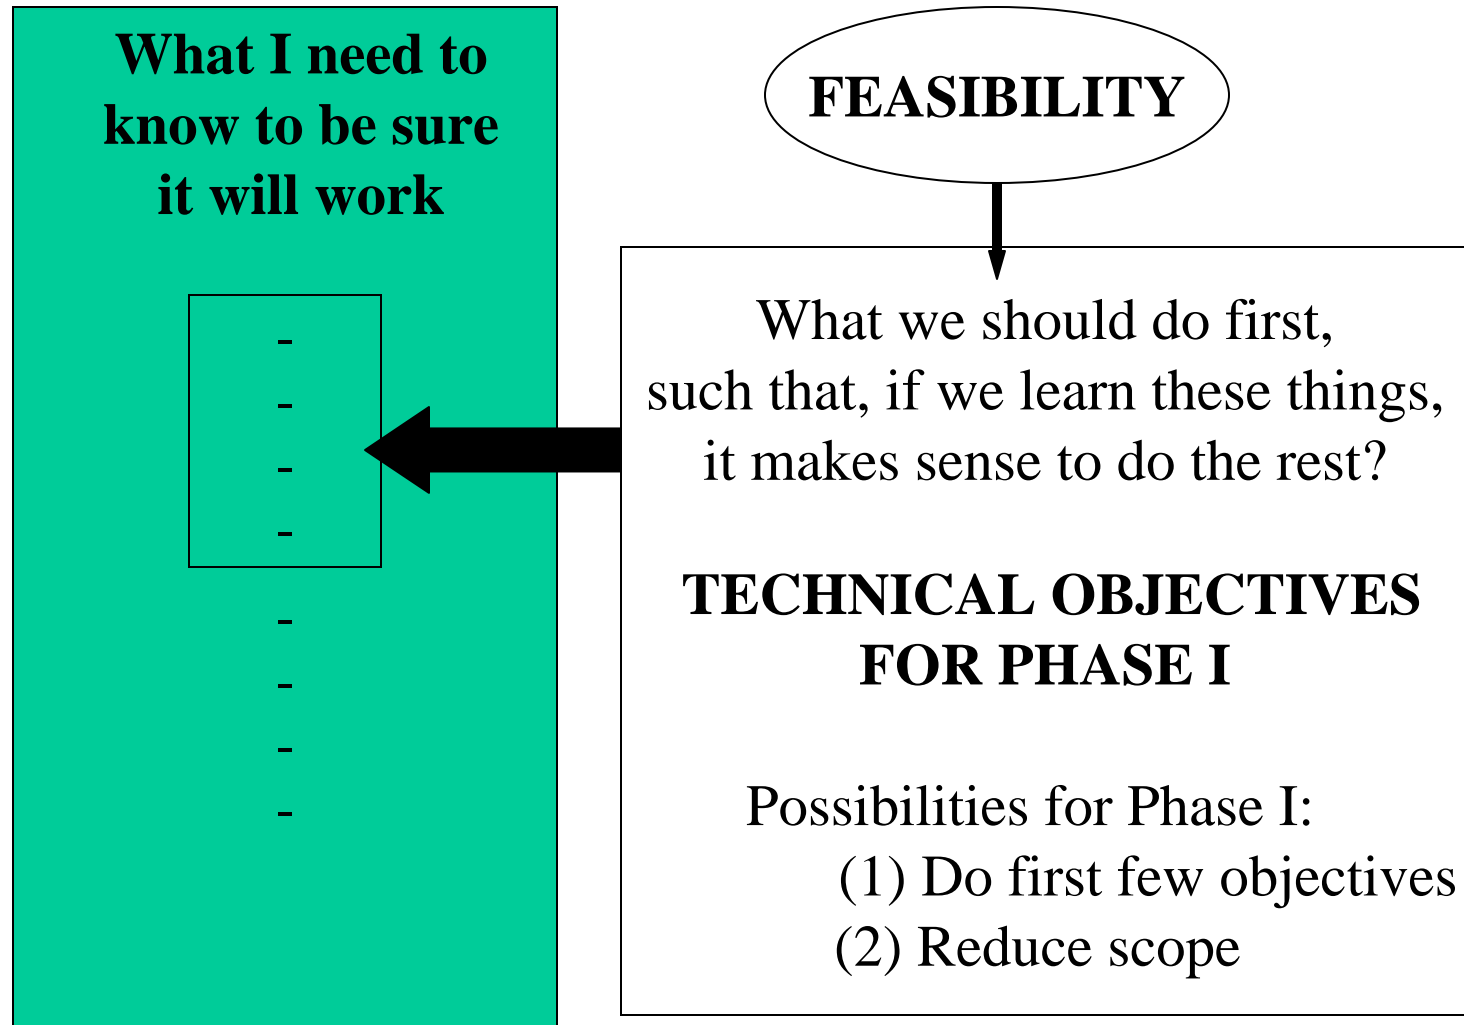 What I need to
know to be sure
it will work
-
-
-
-
-
-
-
-
FEASIBILITY
What we should do first,
such that, if we learn these things,
it makes sense to do the rest?
TECHNICAL OBJECTIVES
FOR PHASE I
Possibilities for Phase I:
(1) Do first few objectives
(2) Reduce scope